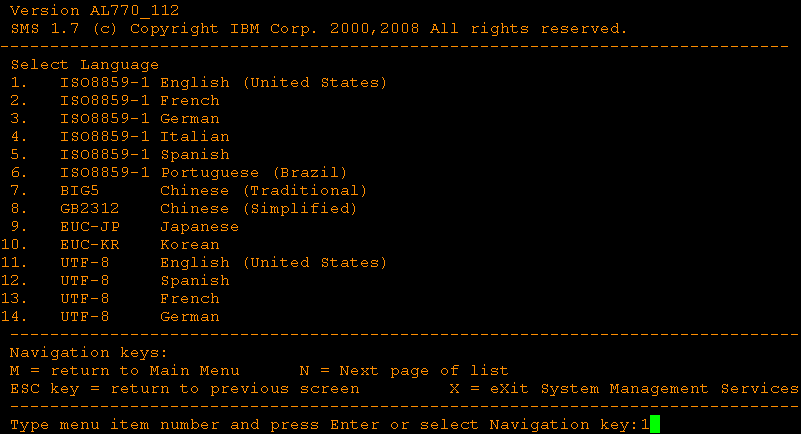 Version AL770_112
SMS 1.7 (c) Copyright IBM Corp. 2000,2008 All rights reserved.
-------------------------------------------------------------------------------
Select Language
1. ISO8859-1 English (United States)
2. ISO8859-1 French
3. ISO8859-1 German
4. ISO8859-1 Italian
5. ISO8859-1 Spanish
6. ISO8859-1 Portuguese (Brazil)
7. BIG5 Chinese (Traditional)
8. GB2312 Chinese (Simplified)
9. EUC-JP Japanese
10. EUC-KR Korean
11. UTF-8 English (United States)
12. UTF-8 Spanish
13. UTF-8 French
14. UTF-8 German
-------------------------------------------------------------------------------
Navigation keys:
M = return to Main Menu N = Next page of list
ESC key = return to previous screen X = eXit System Management Services
-------------------------------------------------------------------------------
Type menu item number and press Enter or select Navigation key:1